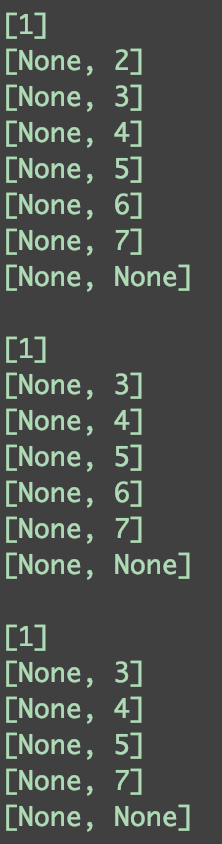 [1]
[None, 2]
[None, 3]
[None, 4]
[None, 5]
[None, 6]
[None, 7]
[None, None]
[1]
[None, 3]
[None, 4]
[None, 5]
[None, 6]
[None, 7]
[None, None]
[1]
[None, 3]
[None, 4]
[None, 5]
[None, 7]
[None, None]